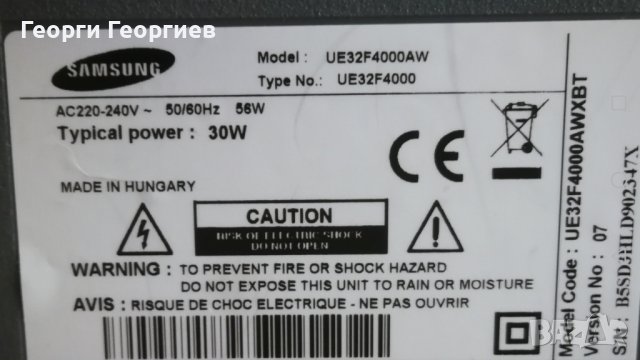 Георги Георгиев
SAMSUNG
Model : UE32F4000AW
Type No.: UE32F4000
AC220-240V ~ 50/60Hz 56W
Typical power : 30W
MADE IN HUNGARY
CAUTION
RISK OF ELECTRIC SHOCK
DO NOT OPEN
WARNING : TO PREVENT FIRE OR SHOCK HAZARD
DO NOT EXPOSE THIS UNIT TO RAIN OR MOISTURE
AVIS : RISQUE DE CHOC ELECTRIQUE - NE PAS OUVRIR
CE
Model Code : UE32F4000AWXBT
Version No : 07
S/N :